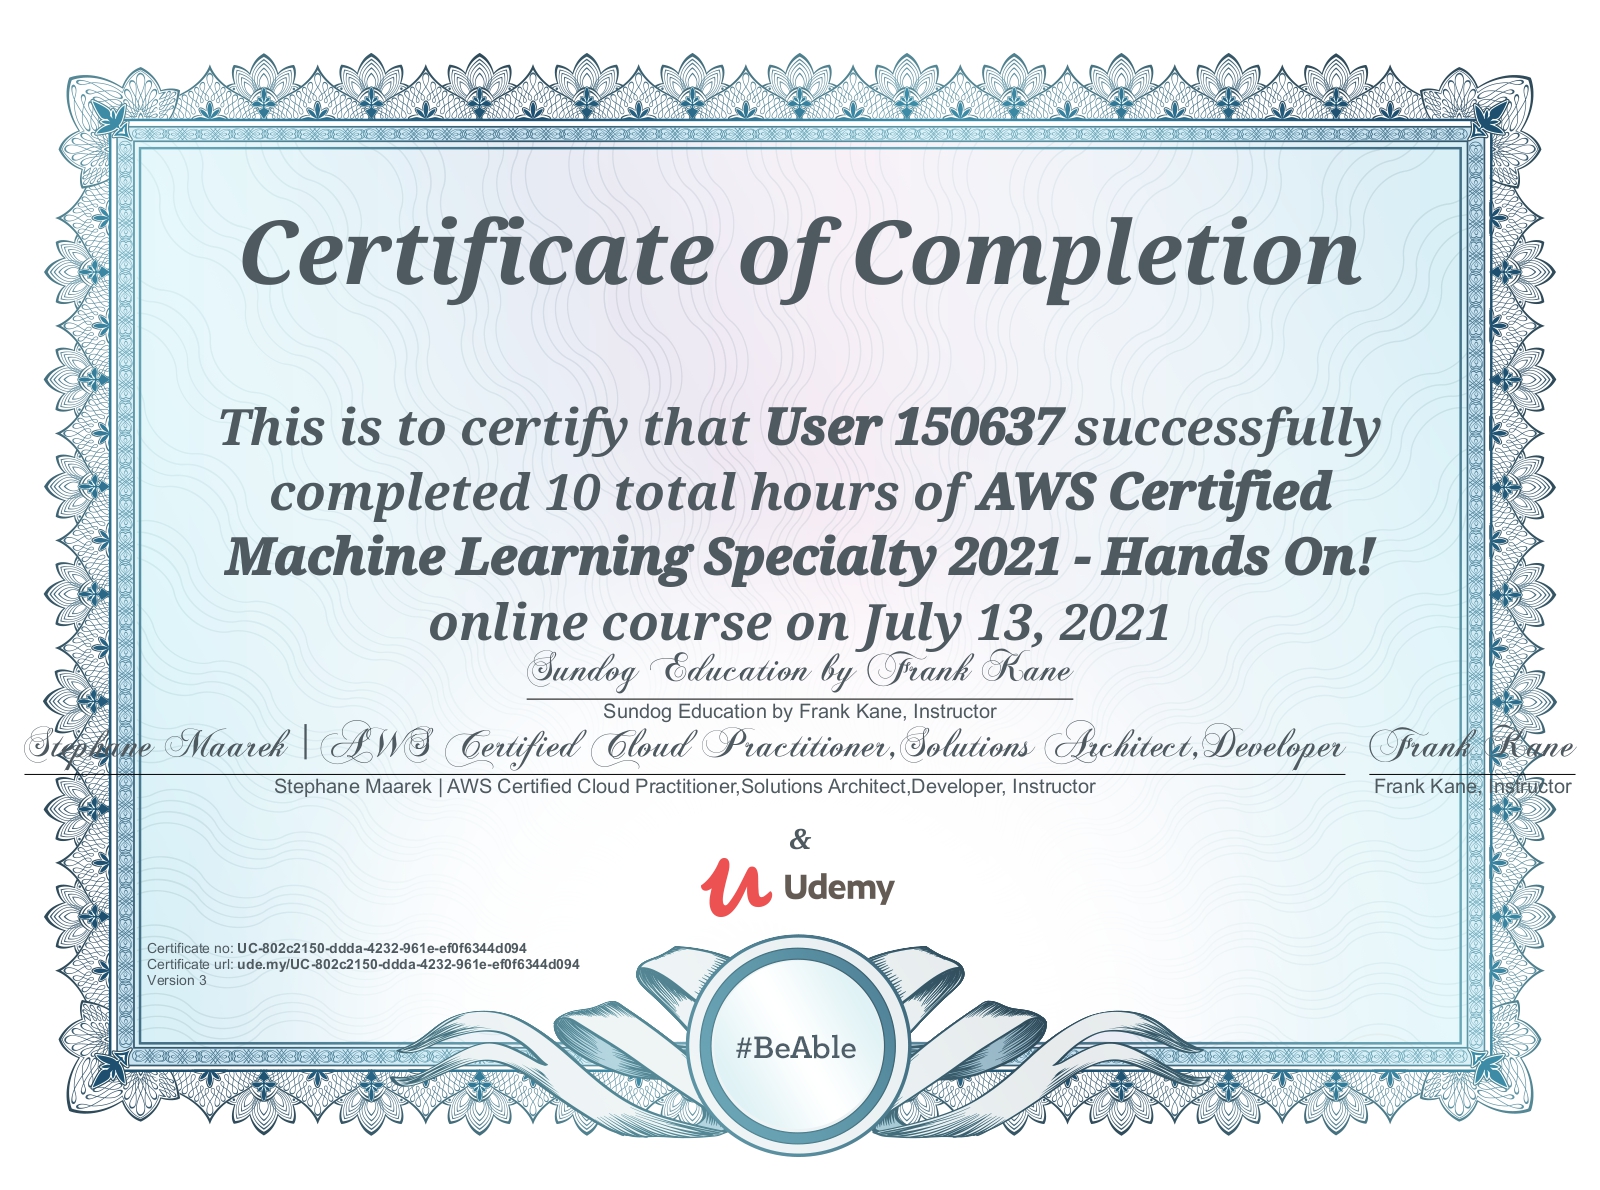 Certificate of Completion
This is to certify that User 150637 successfully
completed 10 total hours of AWS Certified
Machine Learning Specialty 2021 - Hands On!
online course on July 13, 2021
Sundog Education by Frank Kane
Sundog Education by Frank Kane, Instructor
Stephane Maarek | AWS Certified Cloud Practitioner,Solutions Architect,Developer Frank Kane
Stephane Maarek | AWS Certified Cloud Practitioner,Solutions Architect,Developer, Instructor Frank Kane, Instructor
&
Udemy
Certificate no: UC-802c2150-ddda-4232-961e-ef0f6344d094
Certificate url: ude.my/UC-802c2150-ddda-4232-961e-ef0f6344d094
Version 3
#BeAble